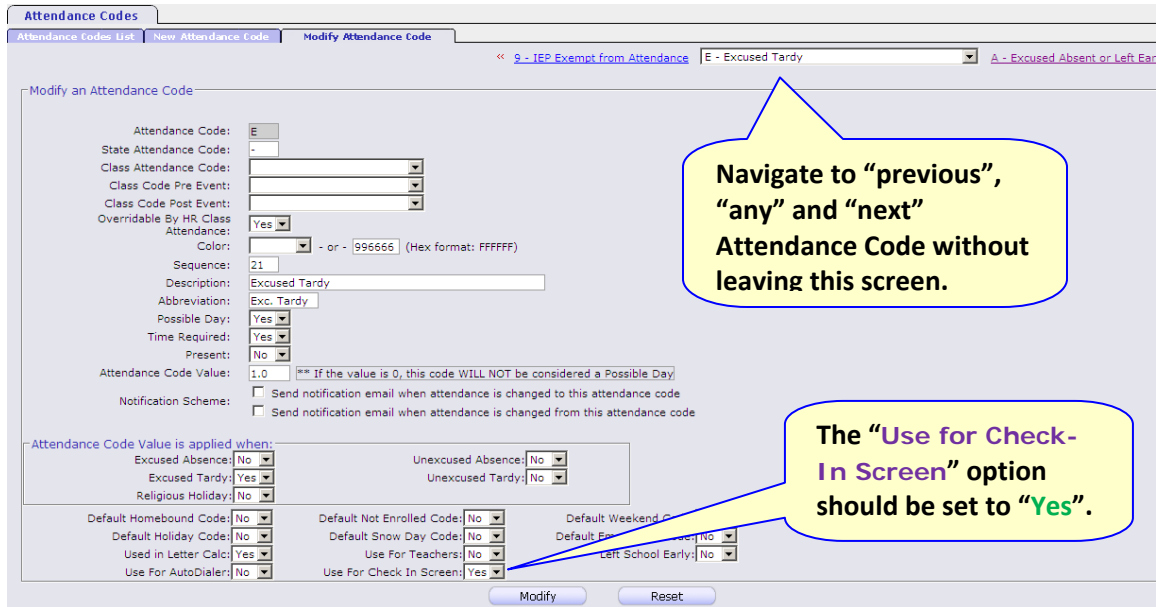 Attendance Codes
Attendance Codes List New Attendance Code Modify Attendance Code
<< 9 - IEP Exempt from Attendance E - Excused Tardy A - Excused Absent or Left Ear
Modify an Attendance Code
Attendance Code: E
State Attendance Code: -
Class Attendance Code:
Class Code Pre Event:
Class Code Post Event:
Overridable By HR Class
Attendance: Yes
Color: - or - 996666 (Hex format: FFFFFF)
Sequence: 21
Description: Excused Tardy
Abbreviation: Exc. Tardy
Possible Day: Yes
Time Required: Yes
Present: No
Attendance Code Value: 1.0 ** If the value is 0, this code WILL NOT be considered a Possible Day
Notification Scheme:
Send notification email when attendance is changed to this attendance code
Send notification email when attendance is changed from this attendance code
Navigate to “previous”,
“any” and “next”
Attendance Code without
leaving this screen.
Attendance Code Value is applied when:
Excused Absence: No Unexcused Absence: No
Excused Tardy: Yes Unexcused Tardy: No
Religious Holiday: No
Default Homebound Code: No Default Not Enrolled Code: No Default Weekend
Default Holiday Code: No Default Snow Day Code: No Default No
Used in Letter Calc: Yes Use For Teachers: No Left School Early: No
Use For AutoDialer: No Use For Check In Screen: Yes
The “Use for Check-
In Screen” option
should be set to “Yes”.
Modify Reset